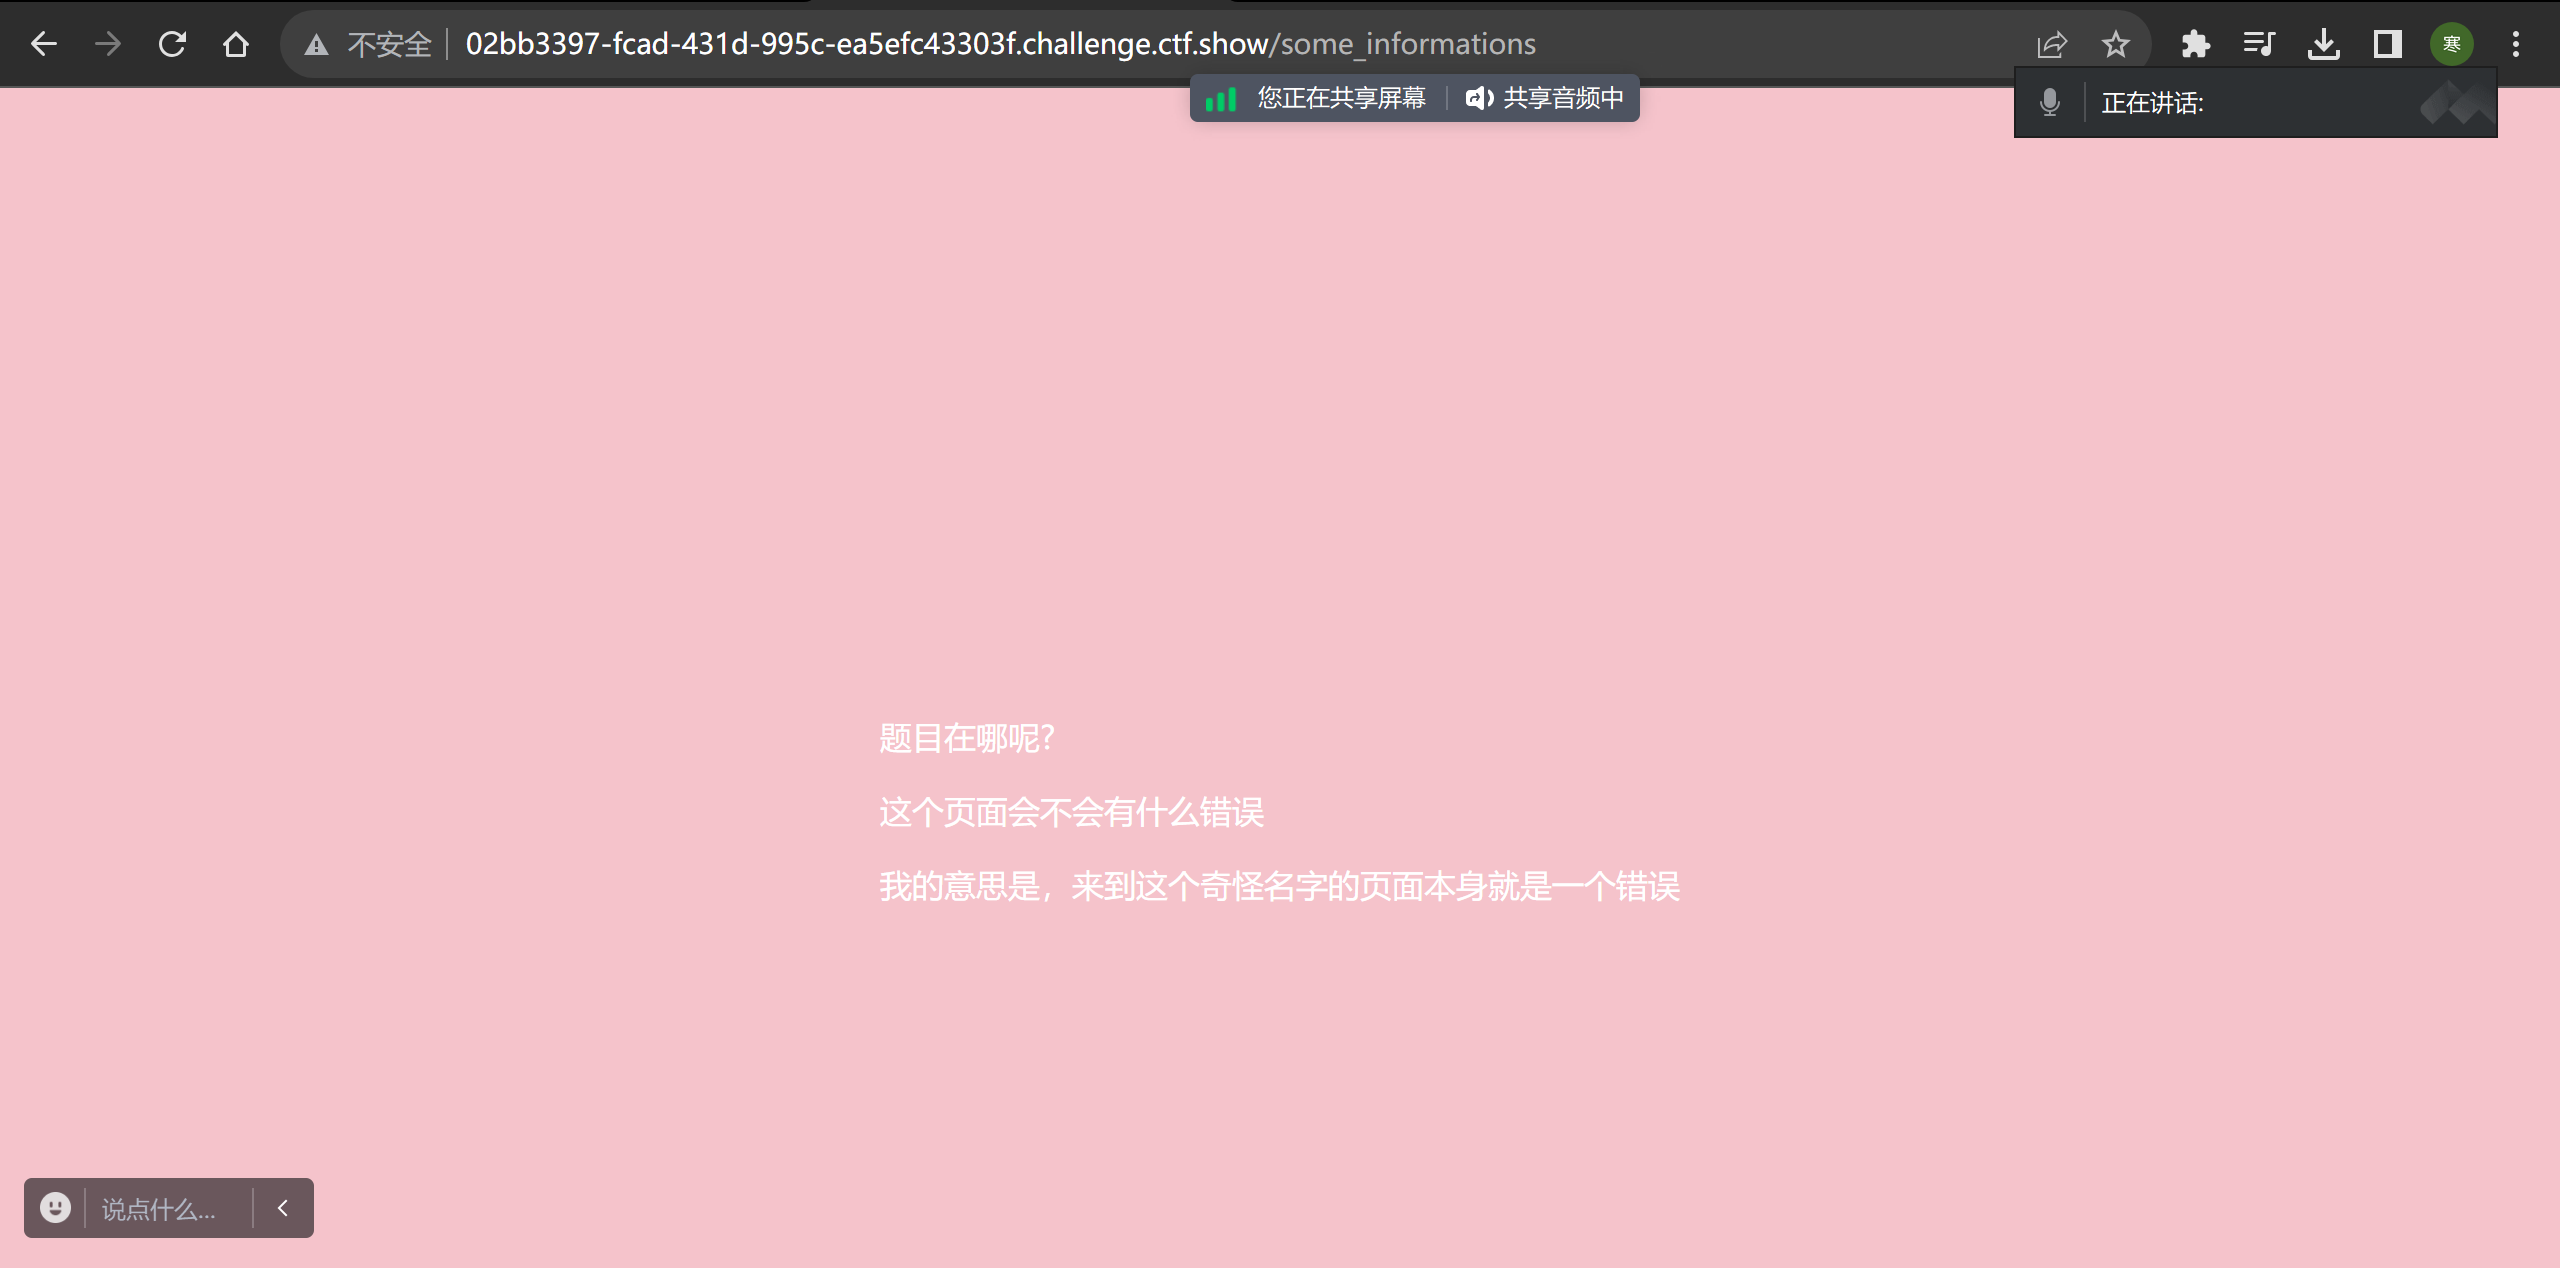 不安全 02bb3397-fcad-431d-995c-ea5efc43303f.challenge.ctf.show/some_informations
寒
您正在共享屏幕 共享音频中
正在讲话:
题目在哪呢?
这个页面会不会有什么错误
我的意思是，来到这个奇怪名字的页面本身就是一个错误
说点什么...